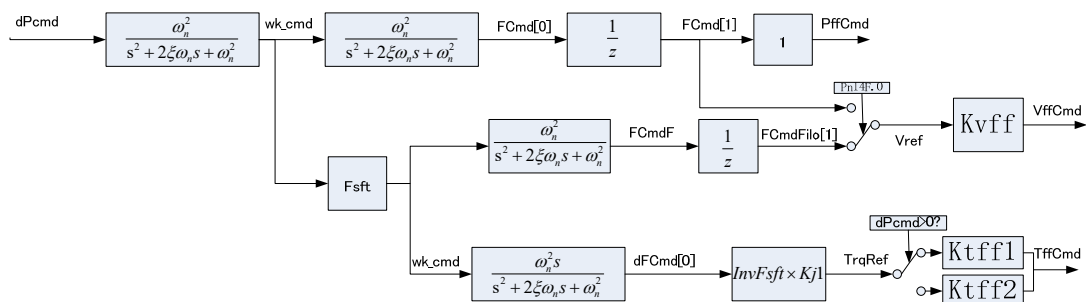 dPcmd
ω_n^2 / (s^2 + 2ξω_n s + ω_n^2)
wk_cmd
ω_n^2 / (s^2 + 2ξω_n s + ω_n^2)
FCmd[0]
1 / z
FCmd[1]
1
PffCmd
Pn14F.0
Fsft
ω_n^2 / (s^2 + 2ξω_n s + ω_n^2)
FCmdF
1 / z
FCmdFilo[1]
Vref
Kvff
VffCmd
wk_cmd
ω_n^2 s / (s^2 + 2ξω_n s + ω_n^2)
dFCmd[0]
InvFsft × Kj1
TrqRef
dPcmd>0?
Ktff1
Ktff2
TffCmd